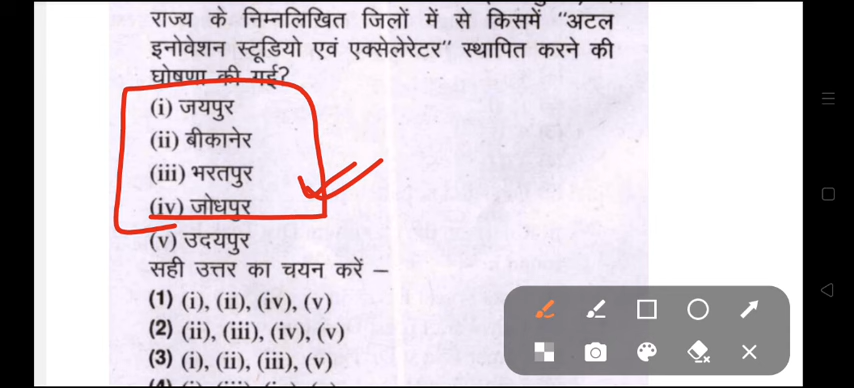 राज्य के निम्नलिखित जिलों में से किसमें "अटल
इनोवेशन स्टूडियो एवं एक्सेलेरेटर" स्थापित करने की
घोषणा की गई?
(i) जयपुर
(ii) बीकानेर
(iii) भरतपुर
(iv) जोधपुर
(v) उदयपुर
सही उत्तर का चयन करें –
(1) (i), (ii), (iv), (v)
(2) (ii), (iii), (iv), (v)
(3) (i), (ii), (iii), (v)